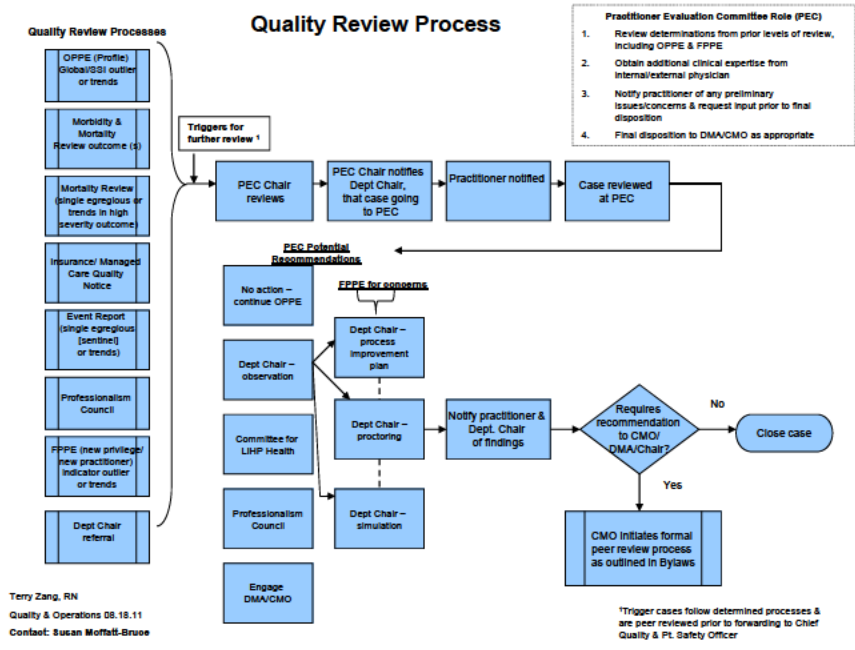 Quality Review Process
Quality Review Processes
OPPE (Profile)
Global/SSI outlier
or trends
Morbidity &
Mortality
Review outcome (s)
Mortality Review
(single egregious or
trends in high
severity outcome)
Insurance/ Managed
Care Quality
Notice
Event Report
(single egregious
[sentinel]
or trends)
Professionalism
Council
FPPE (new privilege/
new practitioner)
Indicator outlier
or trends
Dept Chair
referral
Practitioner Evaluation Committee Role (PEC)
1. Review determinations from prior levels of review,
including OPPE & FPPE
2. Obtain additional clinical expertise from
internal/external physician
3. Notify practitioner of any preliminary
issues/concerns & request input prior to final
disposition
4. Final disposition to DMA/CMO as appropriate
Triggers for
further review ¹
PEC Chair
reviews
PEC Chair notifies
Dept Chair,
that case going
to PEC
Practitioner notified
Case reviewed
at PEC
PEC Potential
Recommendations
No action –
continue OPPE
Dept Chair –
observation
Committee for
LIHP Health
Professionalism
Council
Engage
DMA/CMO
FPPE for concerns
Dept Chair –
process
improvement
plan
Dept Chair –
proctoring
Dept Chair –
simulation
Notify practitioner &
Dept. Chair
of findings
Requires
recommendation
to CMO/
DMA/Chair?
No
Close case
Yes
CMO initiates formal
peer review process
as outlined in Bylaws
Terry Zang, RN
Quality & Operations 08.18.11
Contact: Susan Moffatt-Bruce
¹Trigger cases follow determined processes &
are peer reviewed prior to forwarding to Chief
Quality & Pt. Safety Officer